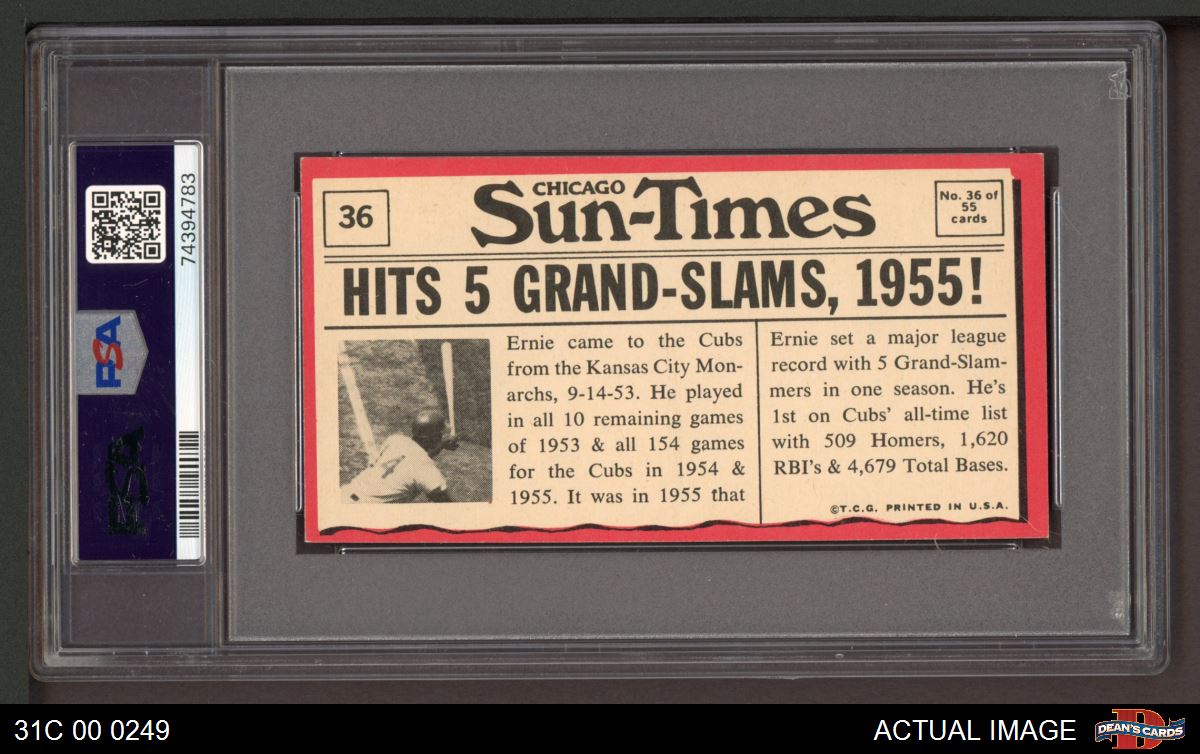 74394783
PSA
36
CHICAGO
Sun-Times
No. 36 of
55
cards
HITS 5 GRAND-SLAMS, 1955!
Ernie came to the Cubs
from the Kansas City Mon-
archs, 9-14-53. He played
in all 10 remaining games
of 1953 & all 154 games
for the Cubs in 1954 &
1955. It was in 1955 that
Ernie set a major league
record with 5 Grand-Slam-
mers in one season. He's
1st on Cubs' all-time list
with 509 Homers, 1,620
RBI's & 4,679 Total Bases.
©T.C.G. PRINTED IN U.S.A.
PSA
31C 00 0249
ACTUAL IMAGE
DEAN'S CARDS